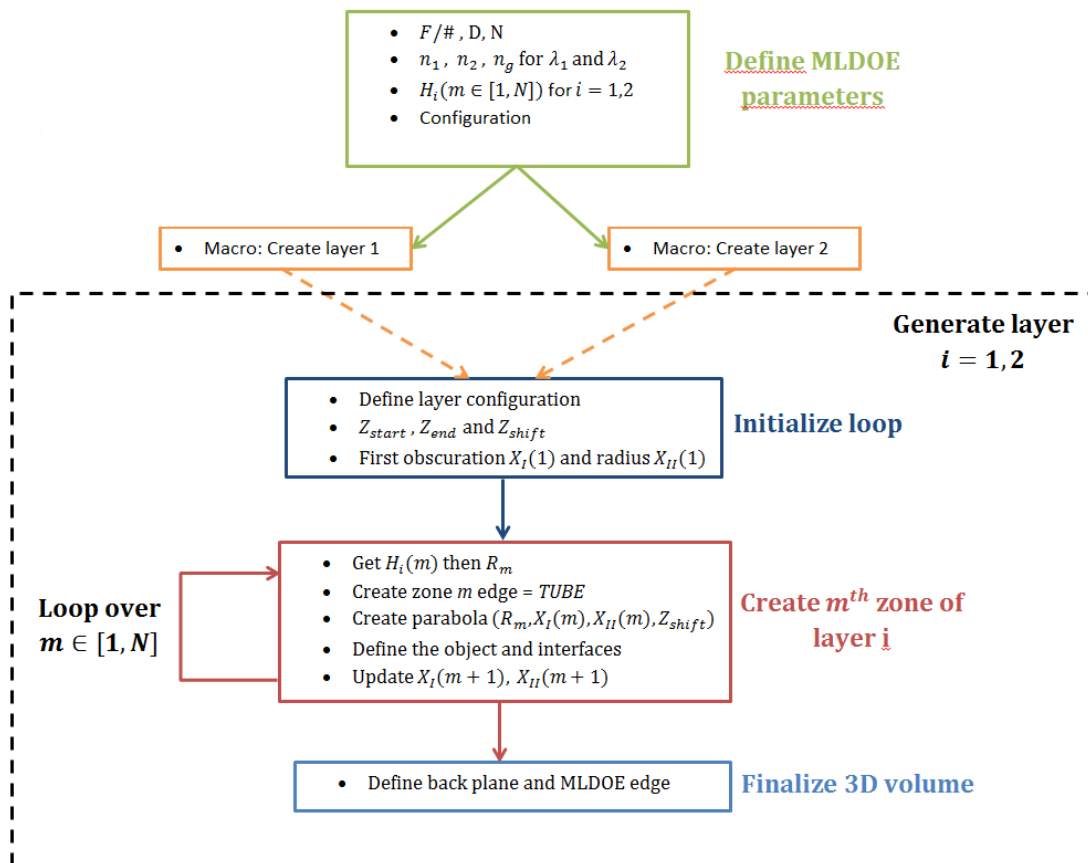 • F/# , D, N
• n₁ , n₂ , n_g for λ₁ and λ₂
• H_i(m ∈ [1, N]) for i = 1,2
• Configuration
Define MLDOE
parameters
• Macro: Create layer 1
• Macro: Create layer 2
Generate layer
i = 1, 2
• Define layer configuration
• Z_start , Z_end and Z_shift
• First obscuration X_I(1) and radius X_II(1)
Initialize loop
• Get H_i(m) then R_m
• Create zone m edge = TUBE
• Create parabola (R_m,X_I(m),X_II(m),Z_shift)
• Define the object and interfaces
• Update X_I(m+1), X_II(m+1)
Loop over
m ∈ [1, N]
Create mᵗʰ zone of
layer i
• Define back plane and MLDOE edge
Finalize 3D volume